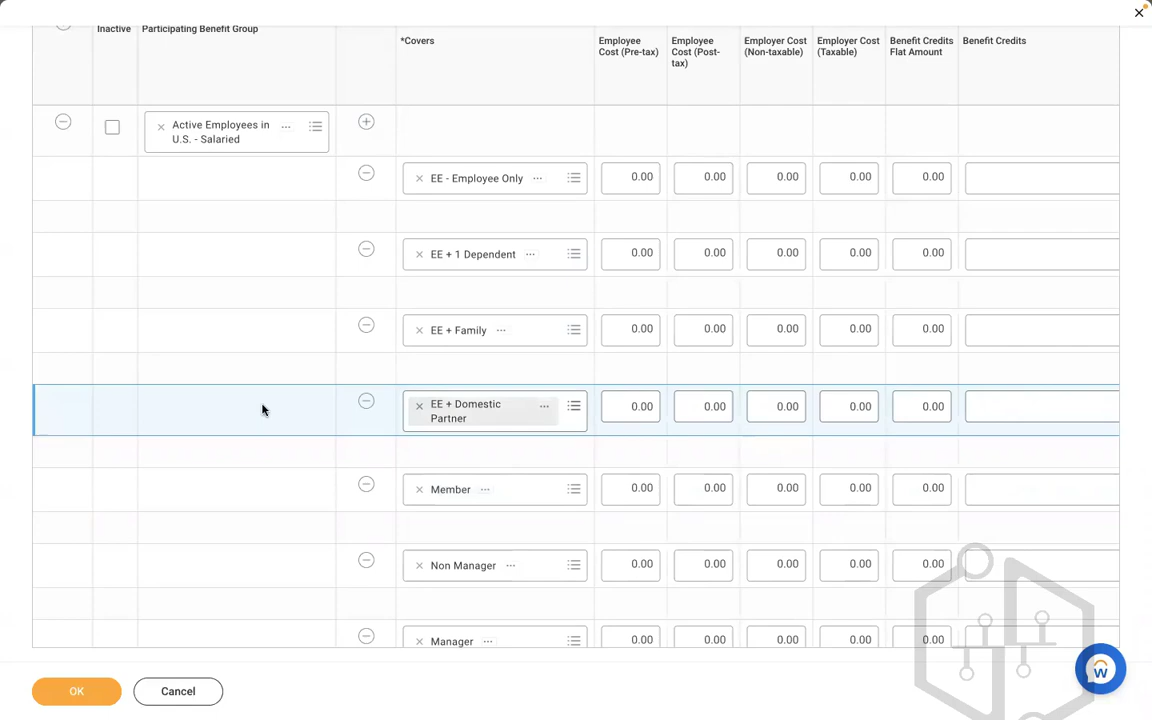 Inactive
Participating Benefit Group
*Covers
Employee
Cost (Pre-tax)
Employee
Cost (Post-
tax)
Employer Cost
(Non-taxable)
Employer Cost
(Taxable)
Benefit Credits
Flat Amount
Benefit Credits
Active Employees in
U.S. - Salaried
EE - Employee Only
0.00 0.00 0.00 0.00 0.00
EE + 1 Dependent
0.00 0.00 0.00 0.00 0.00
EE + Family
0.00 0.00 0.00 0.00 0.00
EE + Domestic
Partner
0.00 0.00 0.00 0.00 0.00
Member
0.00 0.00 0.00 0.00 0.00
Non Manager
0.00 0.00 0.00 0.00 0.00
Manager
0.00 0.00 0.00 0.00 0.00
OK
Cancel
W